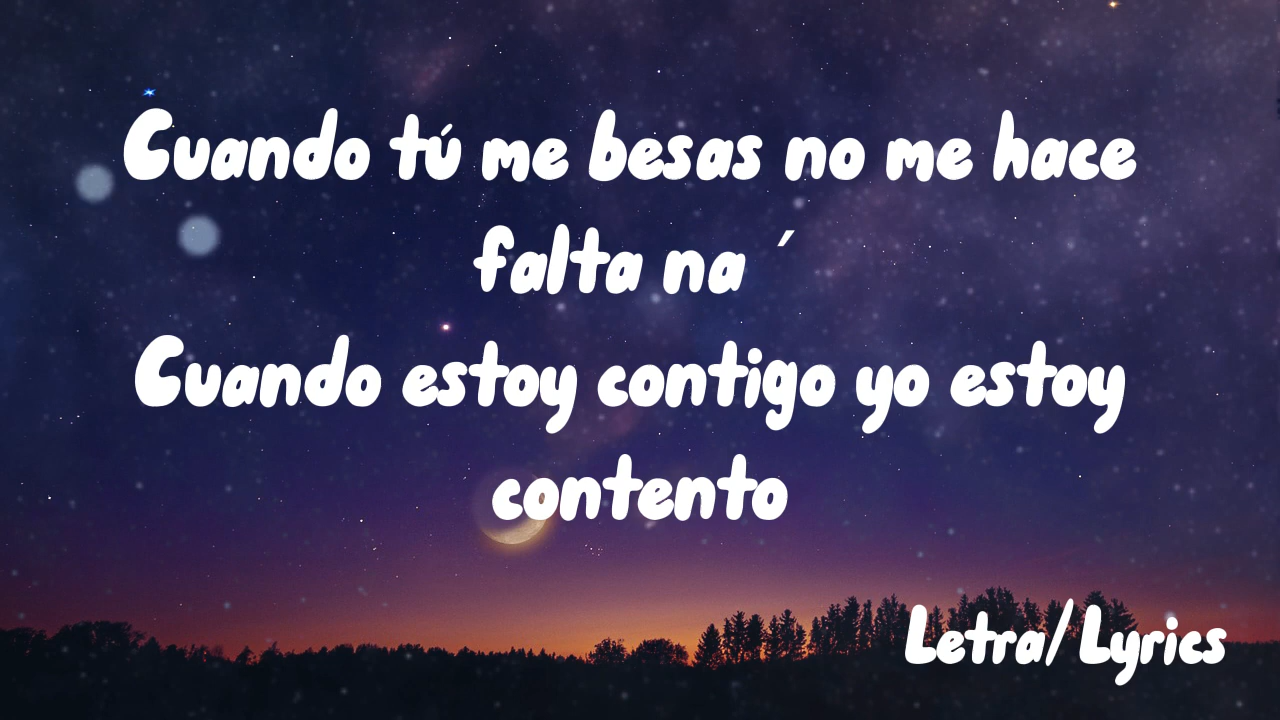 Cuando tú me besas no me hace
falta na ´
Cuando estoy contigo yo estoy
contento
Letra/Lyrics